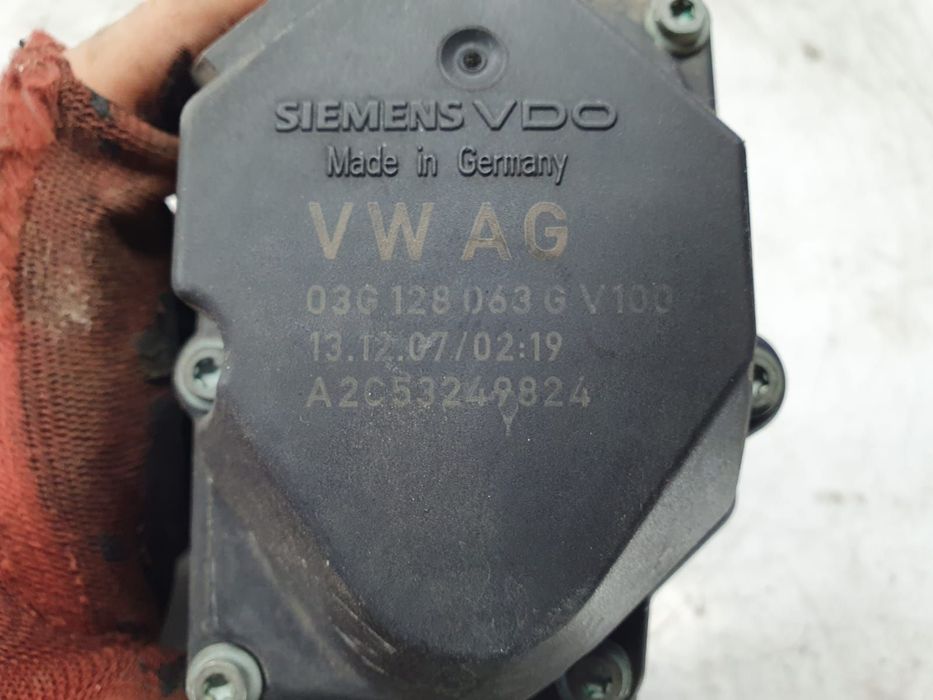 SIEMENS VDO
Made in Germany
VW AG
03G 128 063 G V100
13.12.07/02:19
A2C53249824